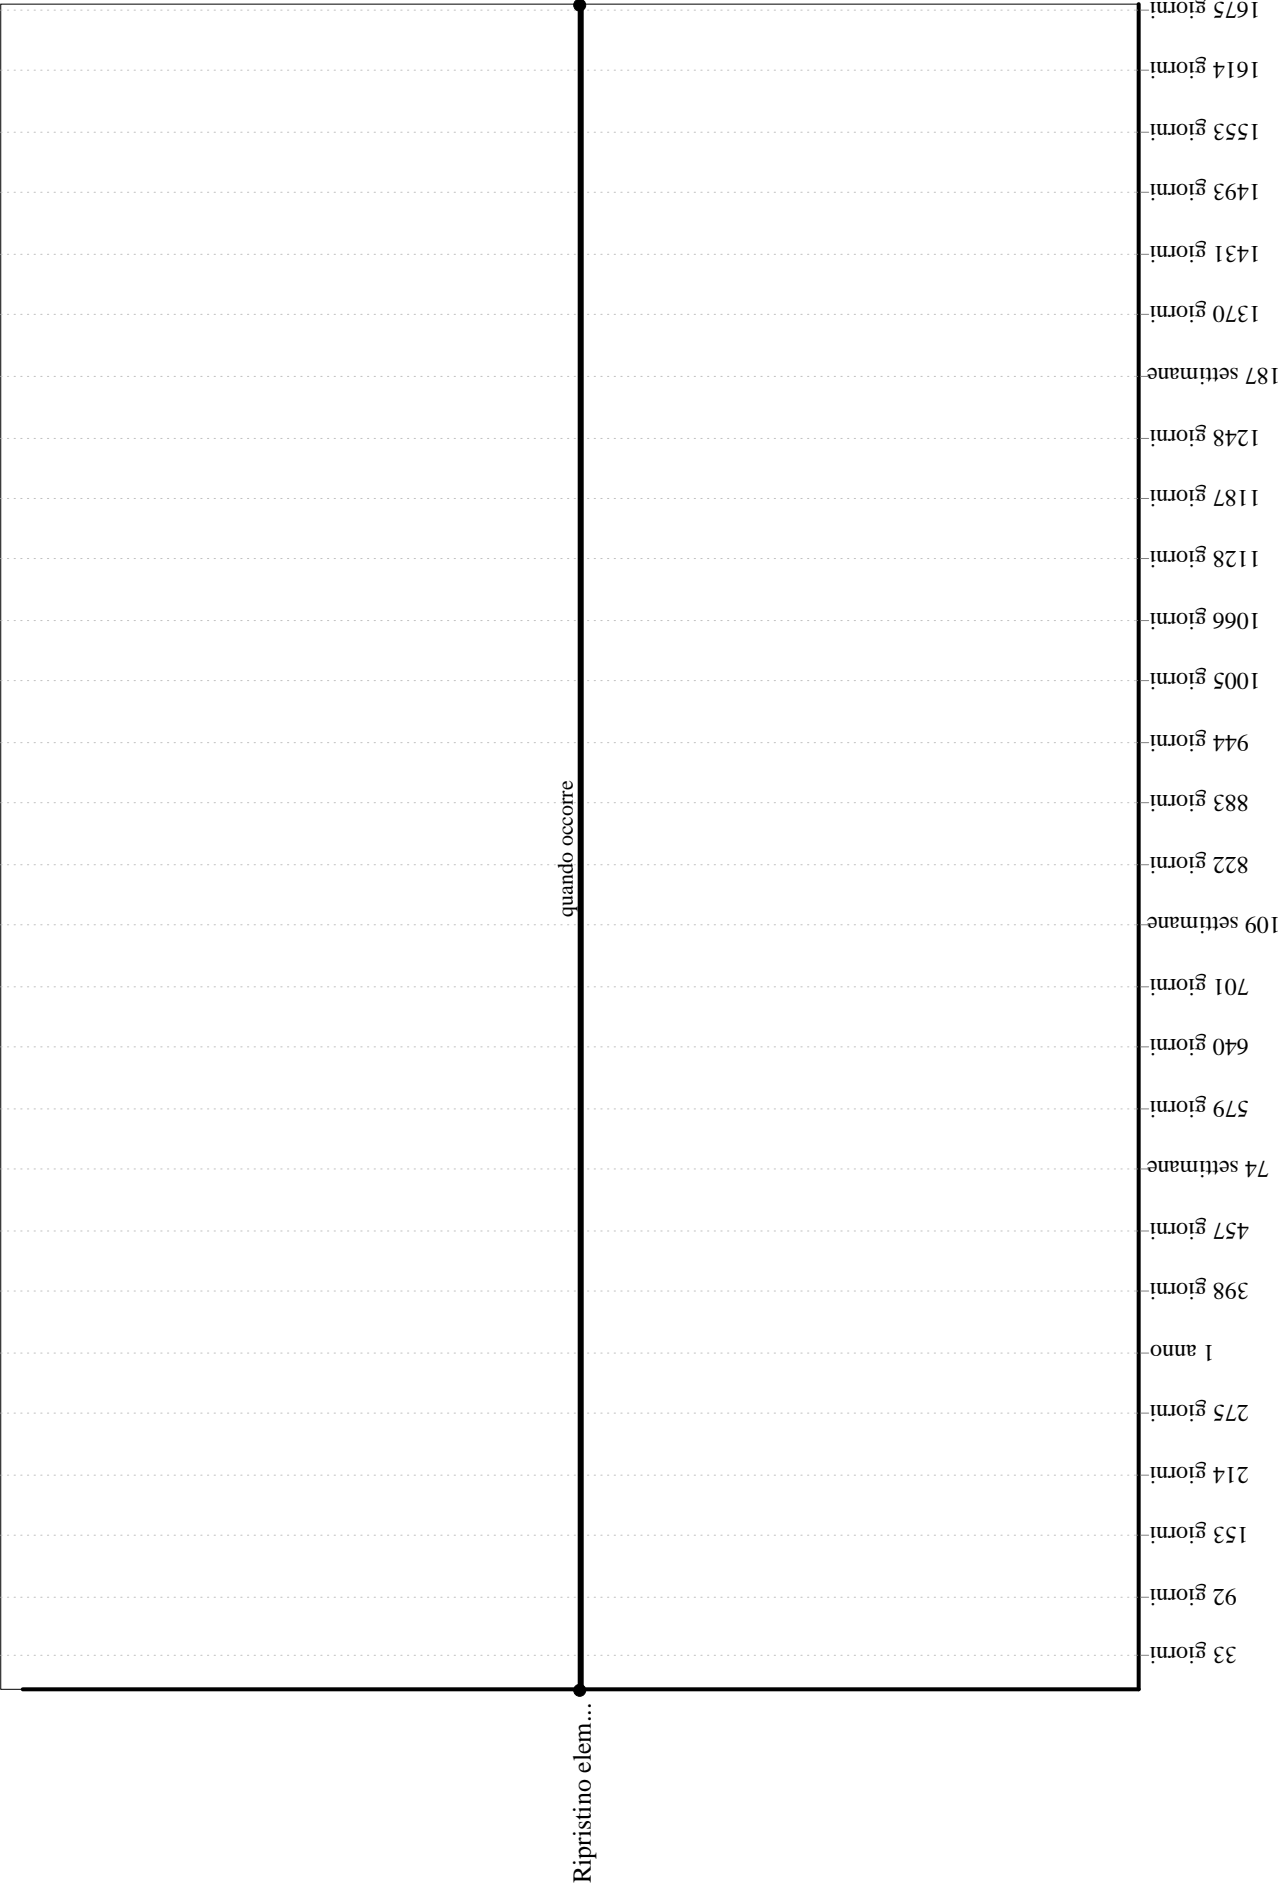 1675 giorni
1614 giorni
1553 giorni
1493 giorni
1431 giorni
1370 giorni
187 settimane
1248 giorni
1187 giorni
1128 giorni
1066 giorni
1005 giorni
944 giorni
883 giorni
822 giorni
109 settimane
701 giorni
640 giorni
579 giorni
74 settimane
457 giorni
398 giorni
1 anno
275 giorni
214 giorni
153 giorni
92 giorni
33 giorni
quando occorre
Ripristino elem...